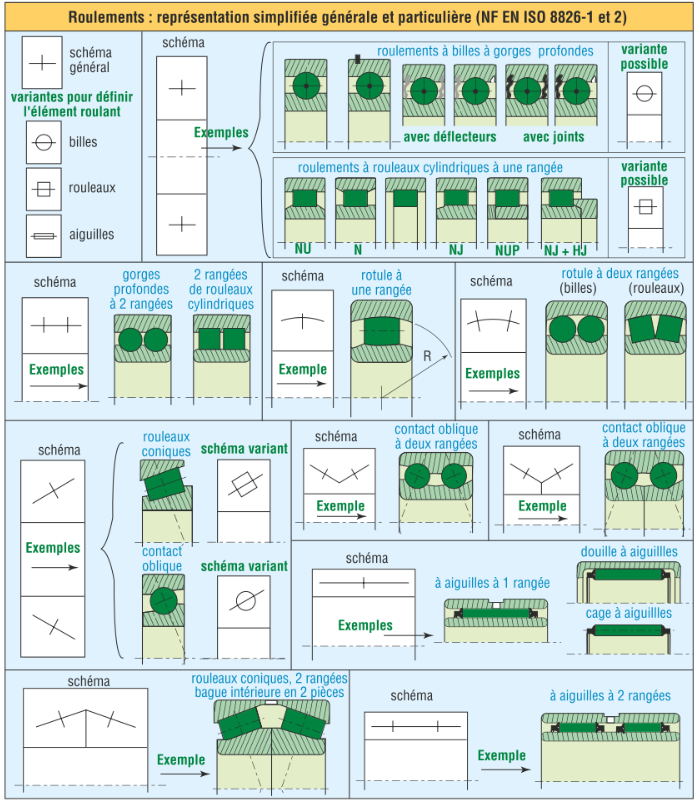 Roulements : représentation simplifiée générale et particulière (NF EN ISO 8826-1 et 2)
schéma
général
variantes pour définir
l'élément roulant
billes
rouleaux
aiguilles
schéma
Exemples
roulements à billes à gorges profondes
avec déflecteurs
avec joints
variante
possible
roulements à rouleaux cylindriques à une rangée
NU
N
NJ
NUP
NJ + HJ
variante
possible
schéma
Exemples
gorges
profondes
à 2 rangées
2 rangées
de rouleaux
cylindriques
schéma
Exemple
rotule à
une rangée
R
schéma
Exemples
rotule à deux rangées
(billes)
(rouleaux)
schéma
Exemples
rouleaux
coniques
schéma variant
contact
oblique
schéma variant
schéma
Exemple
contact oblique
à deux rangées
schéma
Exemple
contact oblique
à deux rangées
schéma
Exemples
à aiguilles à 1 rangée
douille à aiguillles
cage à aiguillles
schéma
Exemple
rouleaux coniques, 2 rangées
bague intérieure en 2 pièces
schéma
Exemple
à aiguilles à 2 rangées